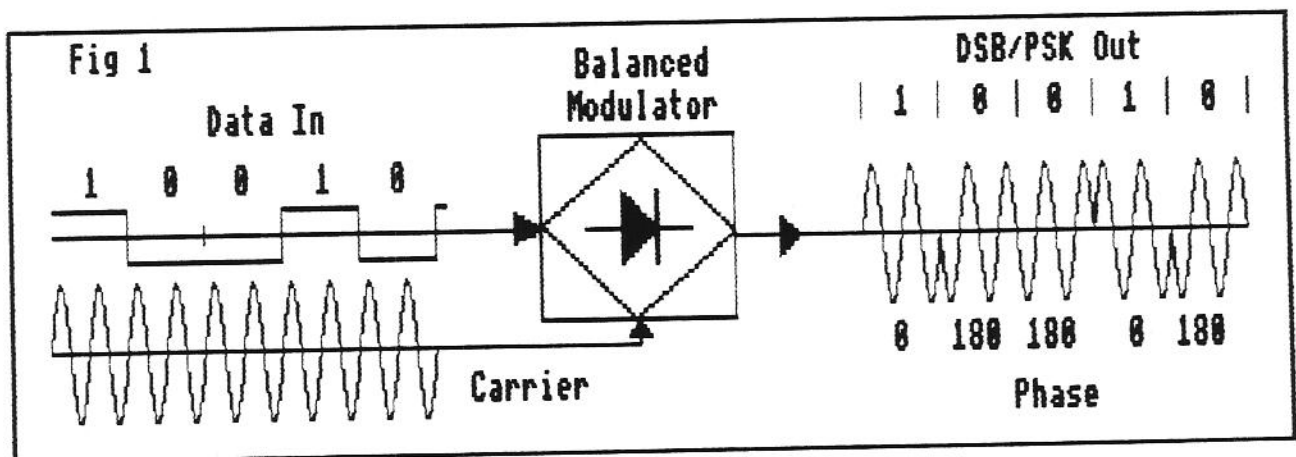 Fig 1
Data In
1 0 0 1 0
Balanced
Modulator
DSB/PSK Out
| 1 | 0 | 0 | 1 | 0 |
0 180 180 0 180
Carrier
Phase